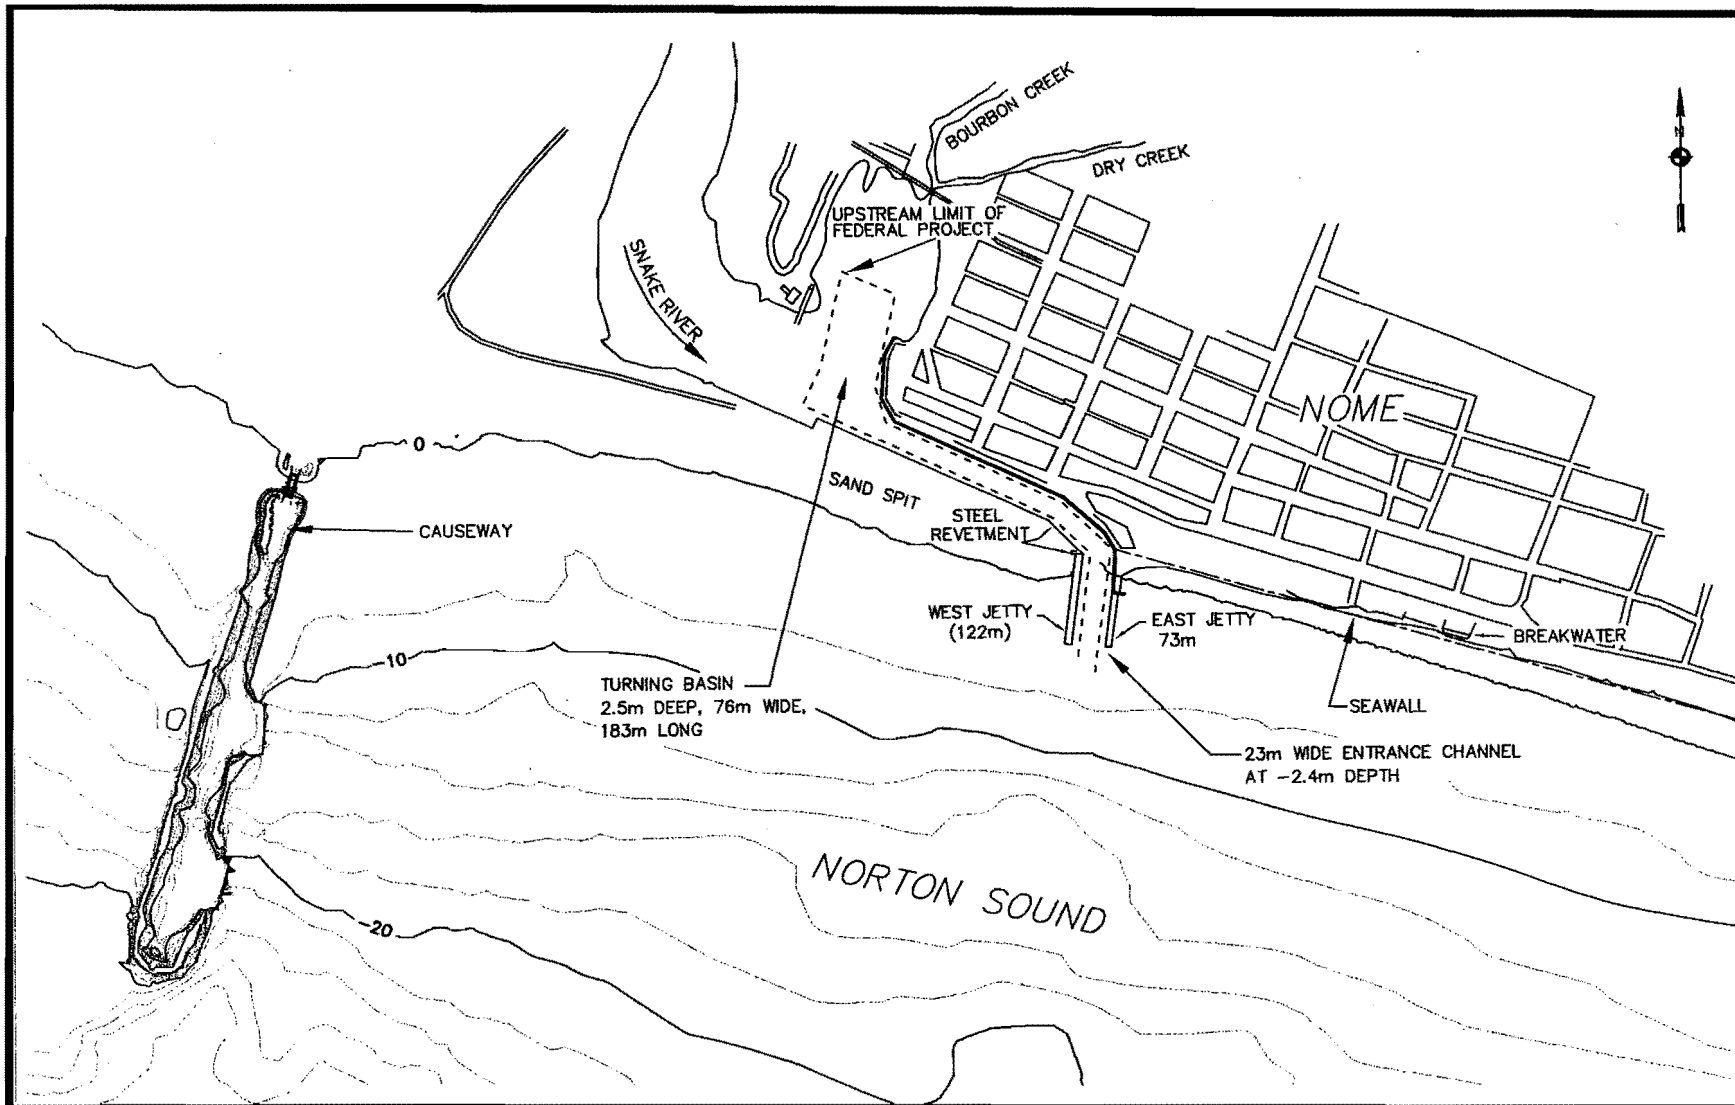 BOURBON CREEK
DRY CREEK
N
UPSTREAM LIMIT OF
FEDERAL PROJECT
SNAKE RIVER
NOME
0
SAND SPIT
CAUSEWAY
STEEL
REVETMENT
WEST JETTY
(122m)
EAST JETTY
73m
BREAKWATER
-10
TURNING BASIN
2.5m DEEP, 76m WIDE,
183m LONG
SEAWALL
23m WIDE ENTRANCE CHANNEL
AT -2.4m DEPTH
NORTON SOUND
-20